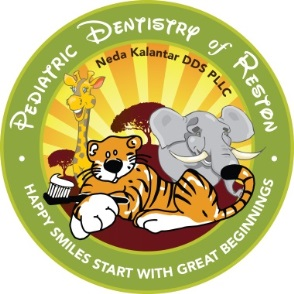 Pediatric Dentistry of Reston
Neda Kalantar DDS PLLC
HAPPY SMILES START WITH GREAT BEGINNINGS